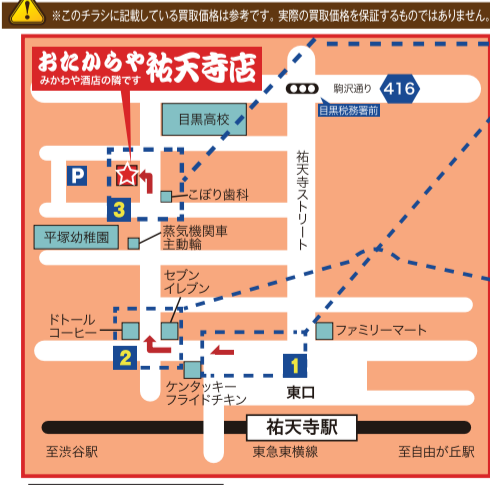 ※このチラシに記載している買取価格は参考です。実際の買取価格を保証するものではありません。
おたからや祐天寺店
みかわや酒店の隣です
駒沢通り
416
目黒税務署前
目黒高校
祐天寺ストリート
P
こぼり歯科
3
平塚幼稚園
蒸気機関車
主動輪
セブン
イレブン
ドトール
コーヒー
ファミリーマート
2
1
ケンタッキー
フライドチキン
東口
祐天寺駅
至渋谷駅
東急東横線
至自由が丘駅